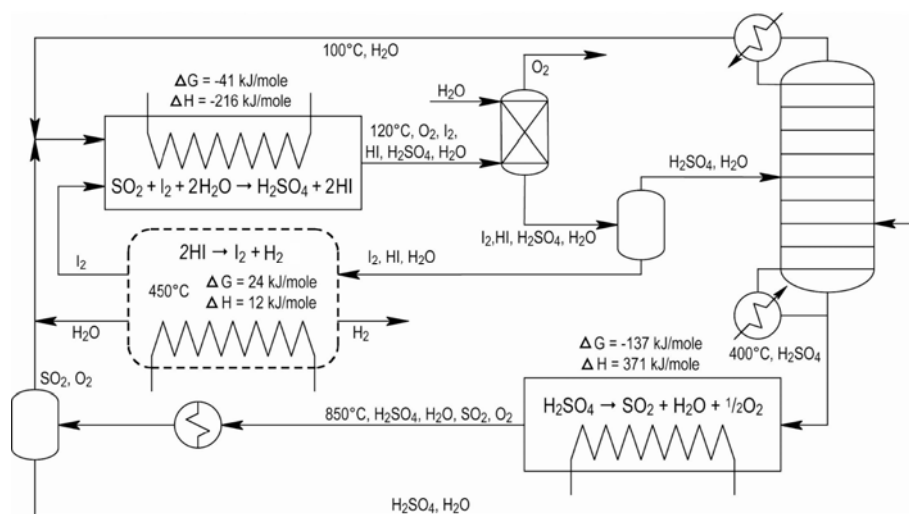 100°C, H₂O
ΔG = -41 kJ/mole
ΔH = -216 kJ/mole
O₂
H₂O
120°C, O₂, I₂,
HI, H₂SO₄, H₂O
SO₂ + I₂ + 2H₂O → H₂SO₄ + 2HI
H₂SO₄, H₂O
I₂,HI, H₂SO₄, H₂O
I₂
2HI → I₂ + H₂
I₂, HI, H₂O
450°C
ΔG = 24 kJ/mole
ΔH = 12 kJ/mole
H₂O
H₂
400°C, H₂SO₄
ΔG = -137 kJ/mole
ΔH = 371 kJ/mole
SO₂, O₂
H₂SO₄ → SO₂ + H₂O + ¹/₂O₂
850°C, H₂SO₄, H₂O, SO₂, O₂
H₂SO₄, H₂O